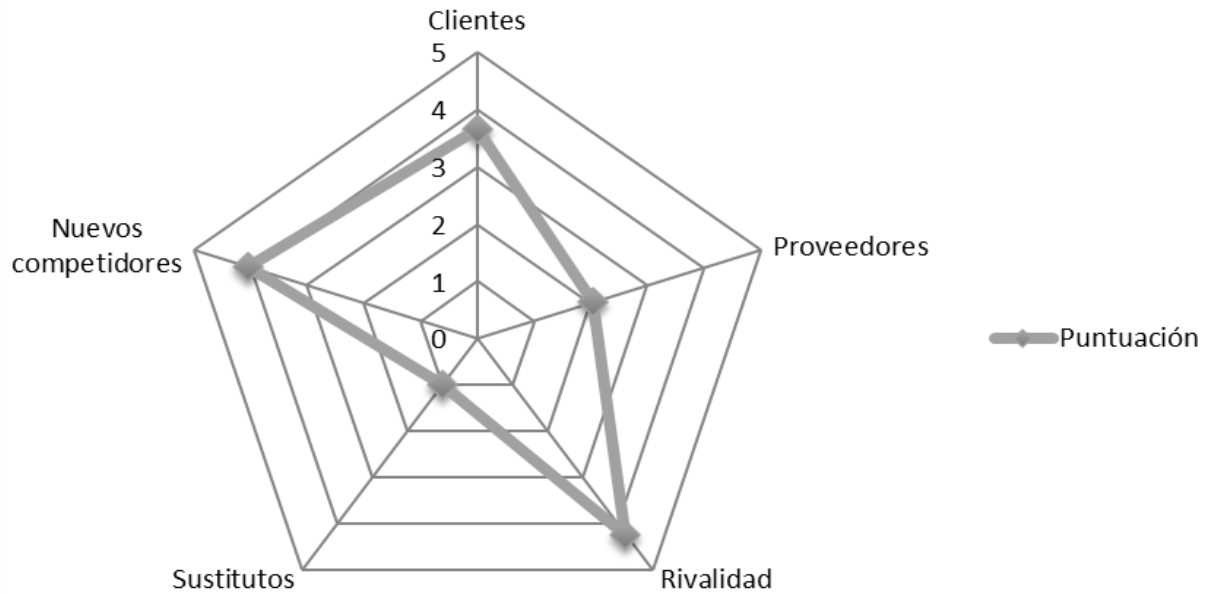 Clientes
5
4
3
2
1
0
Nuevos
competidores
Proveedores
Puntuación
Sustitutos
Rivalidad